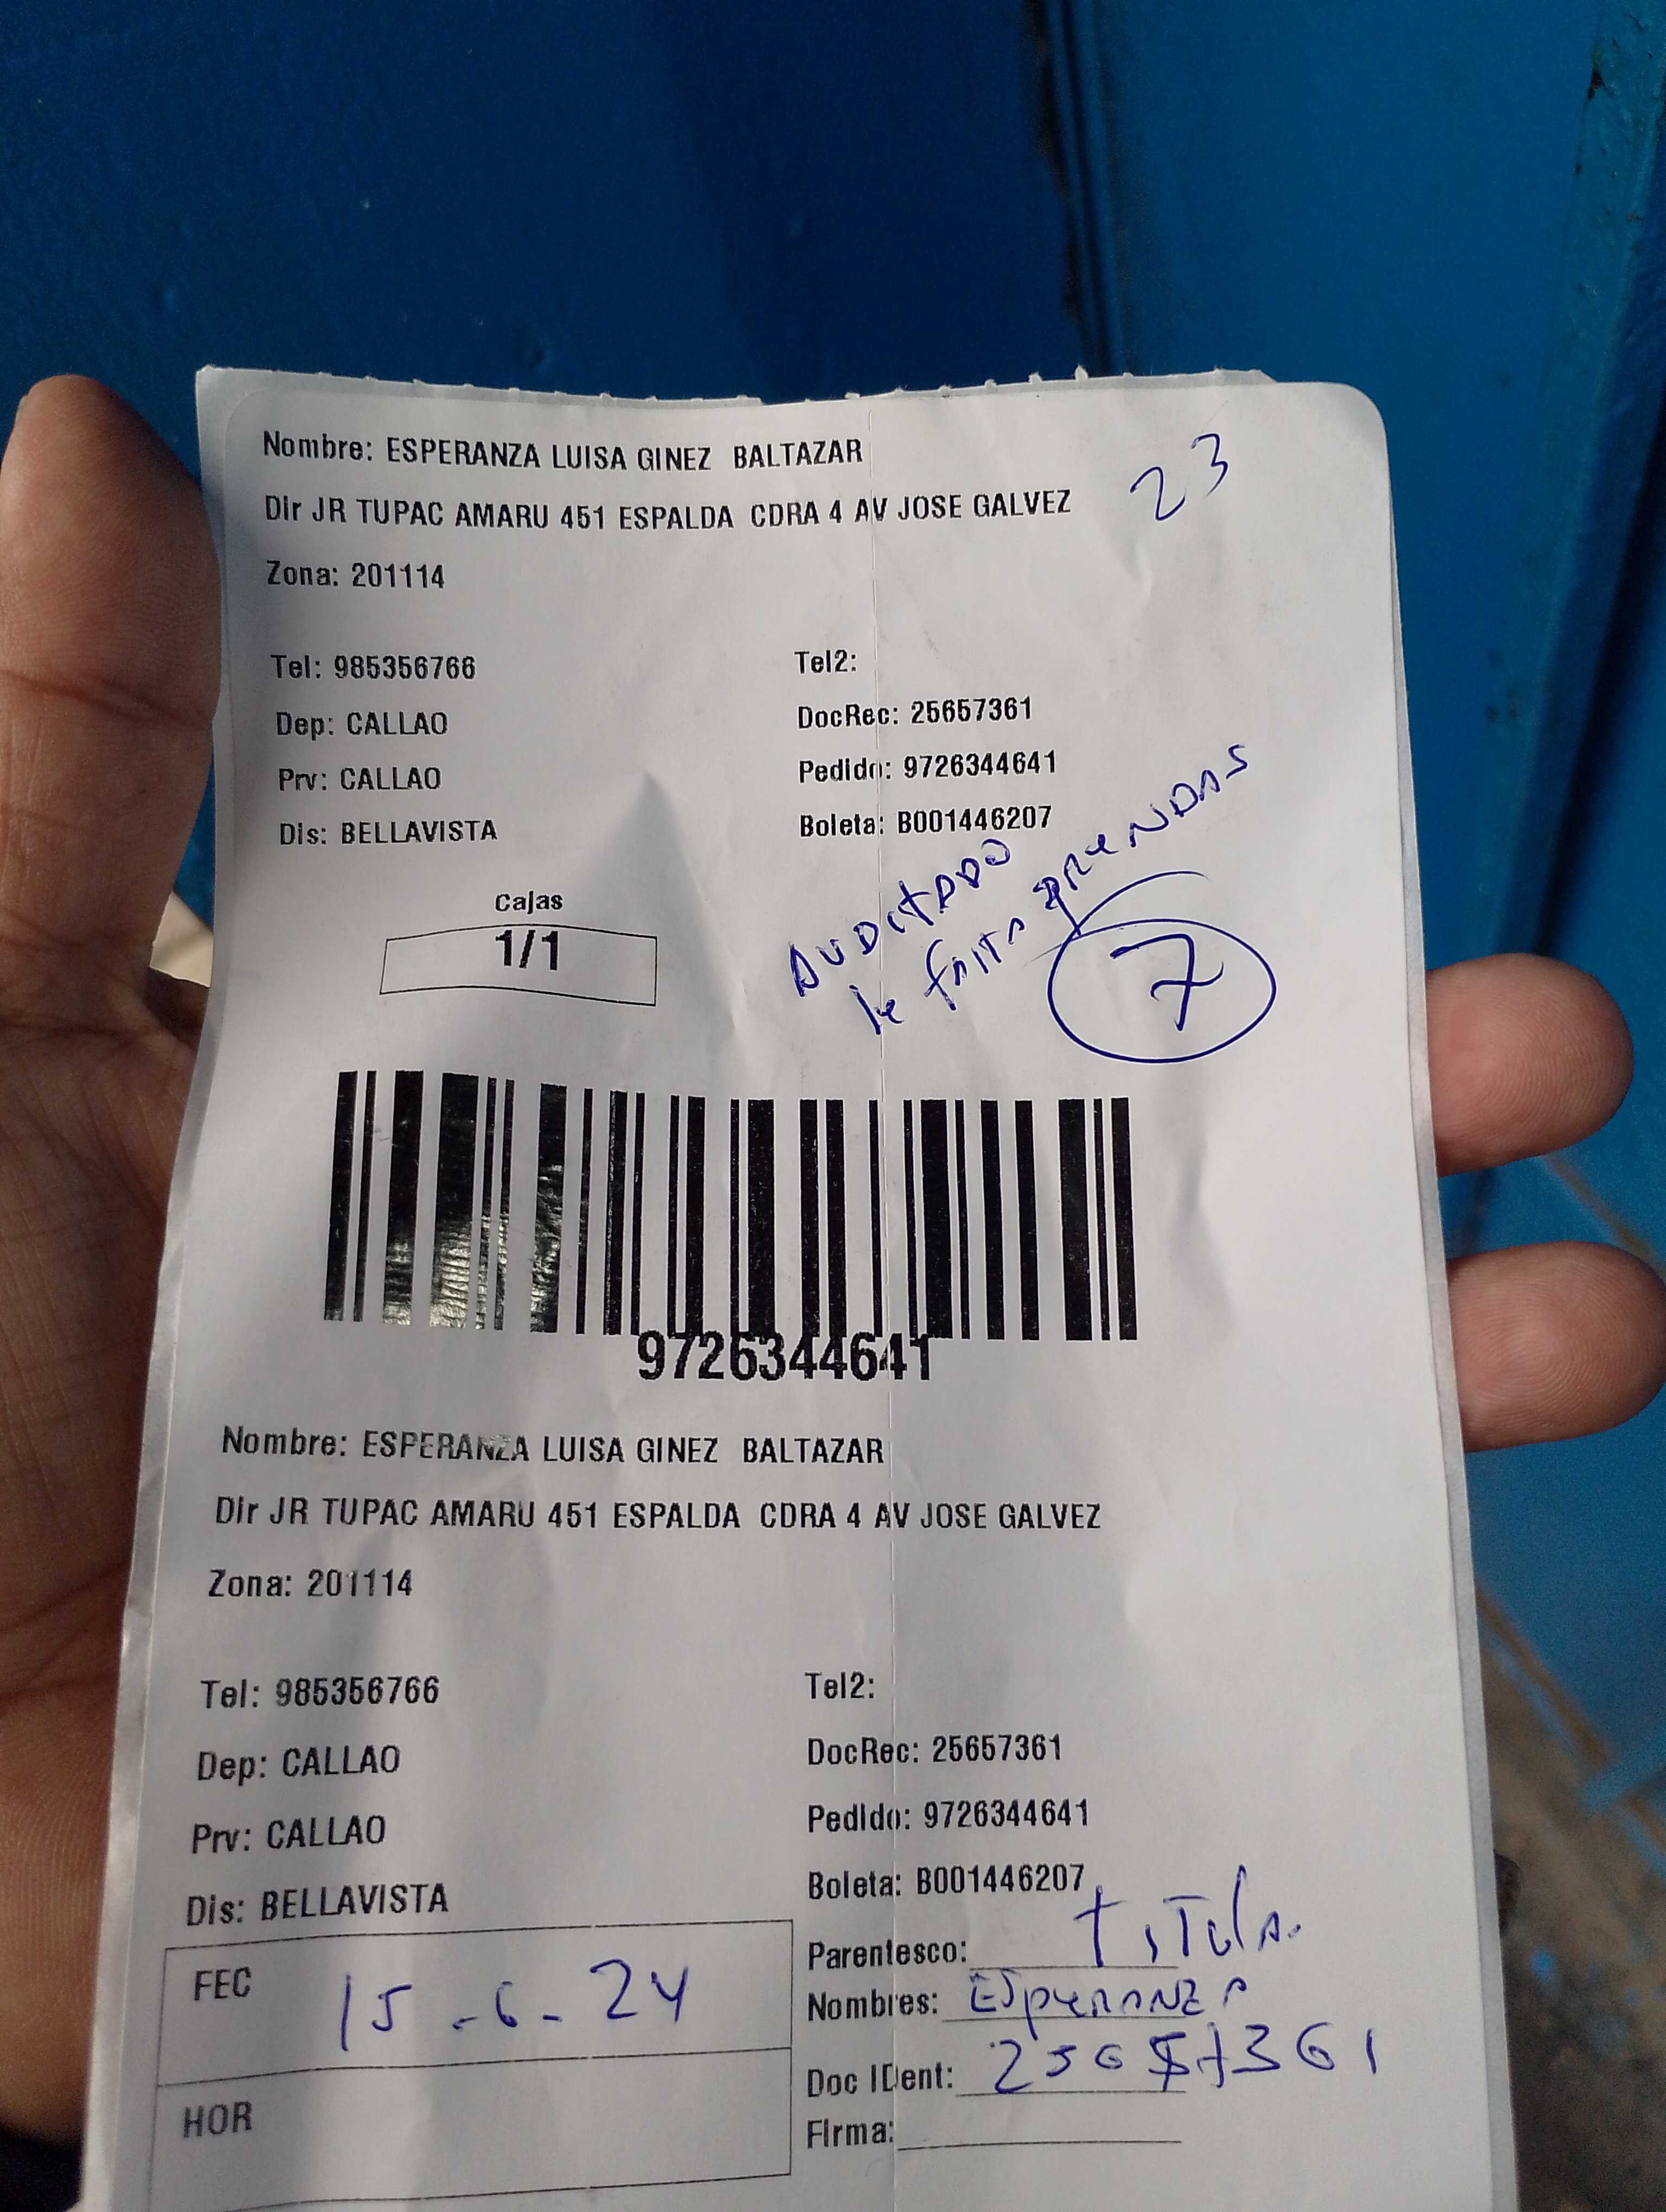 Nombre: ESPERANZA LUISA GINEZ BALTAZAR
23
Dir JR TUPAC AMARU 451 ESPALDA CDRA 4 AV JOSE GALVEZ
Zona: 201114
Tel: 985356766
Tel2:
Dep: CALLAO
DocRec: 25657361
Prv: CALLAO
Pedido: 9726344641
Dis: BELLAVISTA
Boleta: B001446207
AUDITADO
le falta prendas
7
Cajas
1/1
9726344641
Nombre: ESPERANZA LUISA GINEZ BALTAZAR
Dir JR TUPAC AMARU 451 ESPALDA CDRA 4 AV JOSE GALVEZ
Zona: 201114
Tel: 985356766
Tel2:
Dep: CALLAO
DocRec: 25657361
Prv: CALLAO
Pedido: 9726344641
Dis: BELLAVISTA
Boleta: B001446207
FEC 15-6-24
Parentesco: Titula.
Nombres: Esperanza
Doc IDent: 25657361
HOR
Firma: